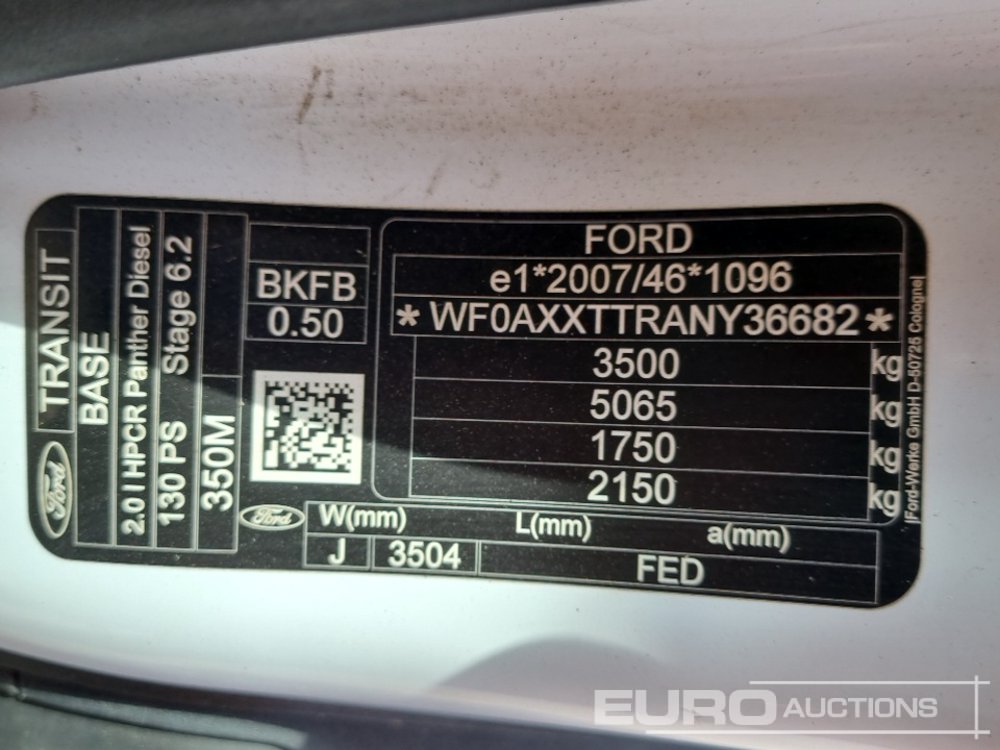 TRANSIT
BASE
2.0 l HPCR Panther Diesel
130 PS Stage 6.2
350M
Ford
BKFB
0.50
FORD
e1*2007/46*1096
* WF0AXXTTRANY36682 *
3500 kg
5065 kg
1750 kg
2150 kg
|Ford-Werke GmbH D-50725 Cologne|
Ford
W(mm) L(mm) a(mm)
J 3504 FED
EURO AUCTIONS